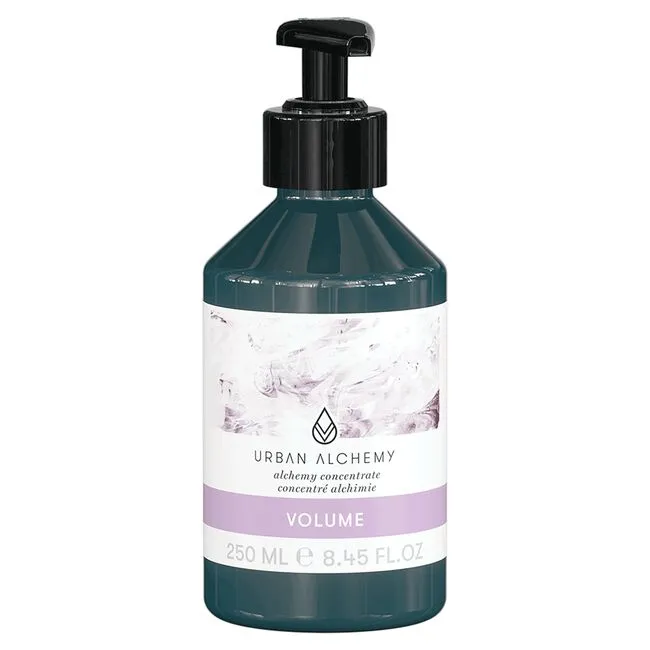 URBAN ALCHEMY
alchemy concentrate
concentré alchimie
VOLUME
250 ML ℮ 8.45 FL.OZ